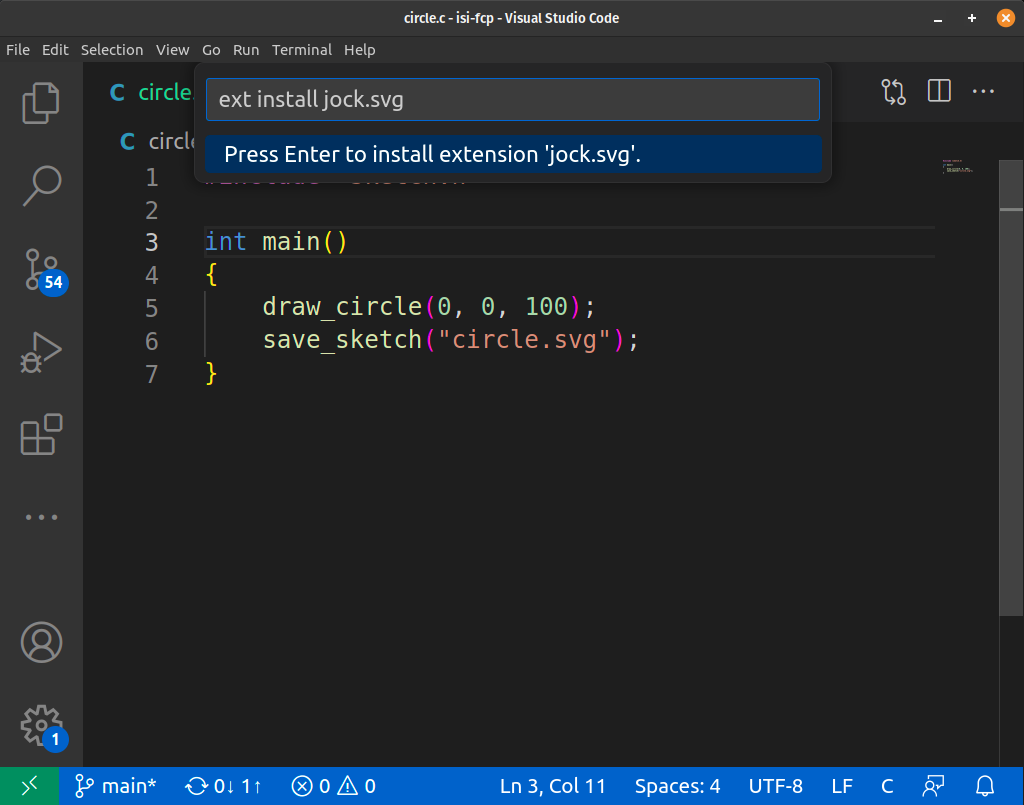 circle.c - isi-fcp - Visual Studio Code
File Edit Selection View Go Run Terminal Help
C circle.
ext install jock.svg
Press Enter to install extension 'jock.svg'.
C circle
1
2
3 int main()
4 {
5 draw_circle(0, 0, 100);
6 save_sketch("circle.svg");
7 }
54
1
main* 0↓ 1↑ 0 0 Ln 3, Col 11 Spaces: 4 UTF-8 LF C